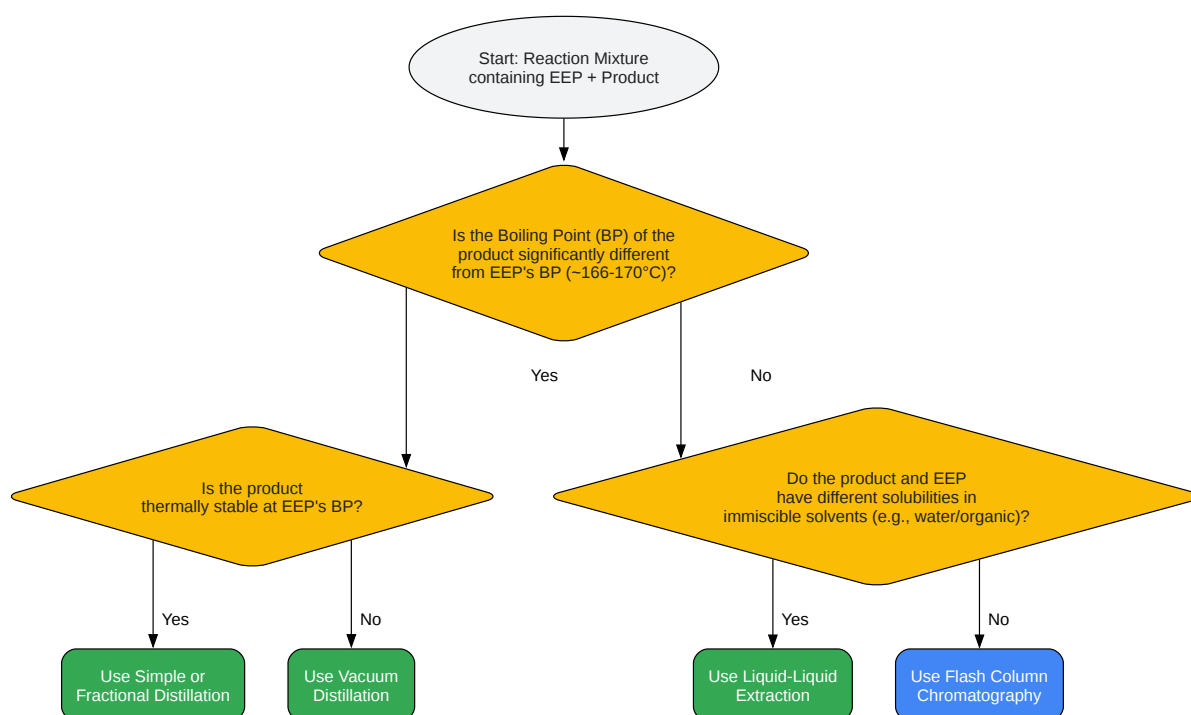 Start: Reaction Mixture
containing EEP + Product
Is the Boiling Point (BP) of the
product significantly different
from EEP's BP (~166-170°C)?
Yes
No
Is the product
thermally stable at EEP's BP?
Do the product and EEP
have different solubilities in
immiscible solvents (e.g., water/organic)?
Yes
No
Yes
No
Use Simple or
Fractional Distillation
Use Vacuum
Distillation
Use Liquid-Liquid
Extraction
Use Flash Column
Chromatography